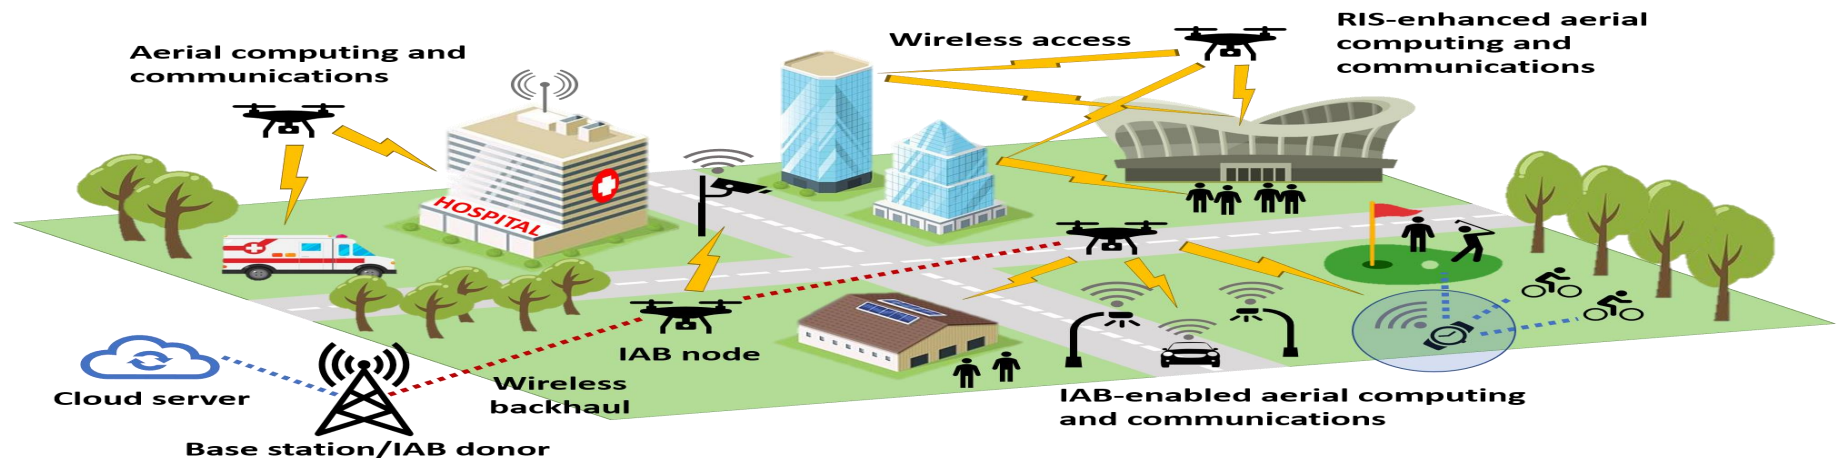 Aerial computing and
communications
Wireless access
RIS-enhanced aerial
computing and
communications
HOSPITAL
IAB node
Cloud server
Wireless
backhaul
Base station/IAB donor
IAB-enabled aerial computing
and communications